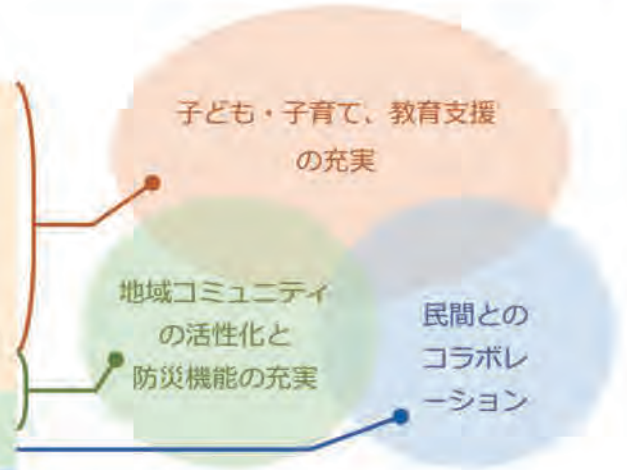 子ども・子育て、教育支援
の充実
地域コミュニティ
の活性化と
防災機能の充実
民間との
コラボレ
ーション